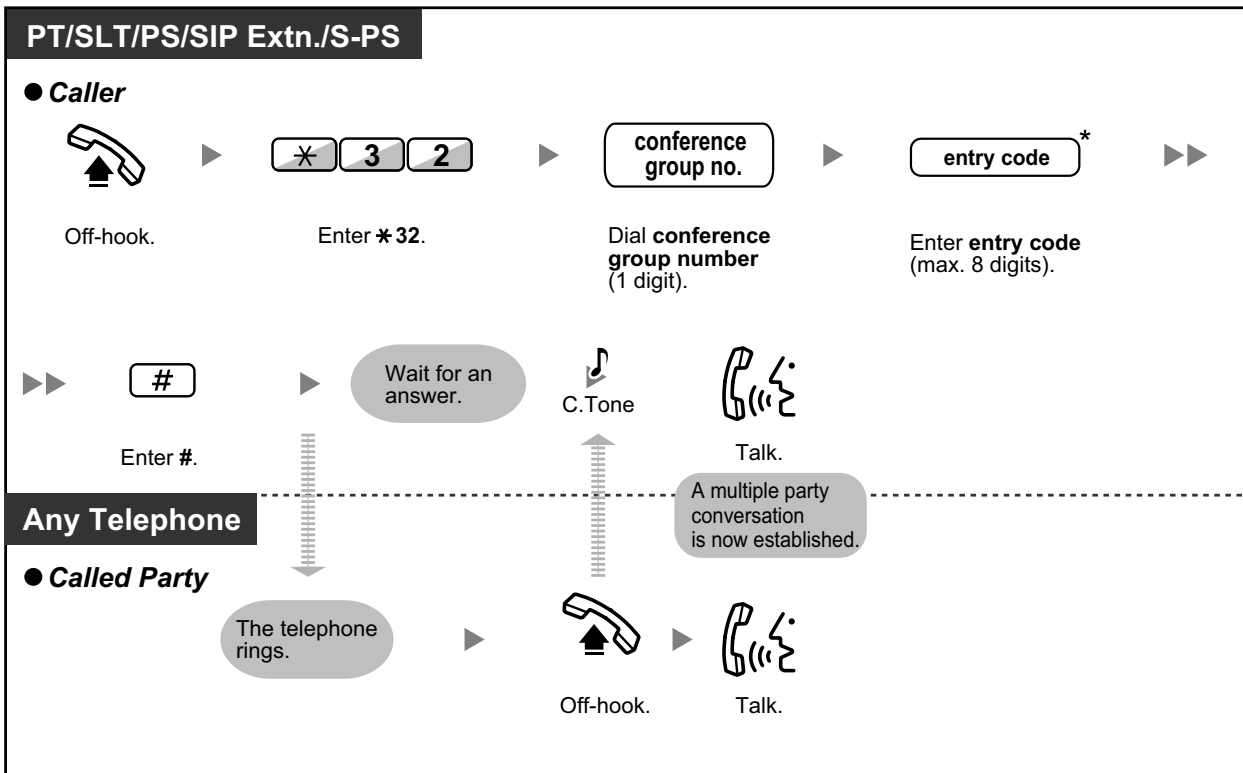 PT/SLT/PS/SIP Extn./S-PS
● Caller
* 3 2
conference
group no.
entry code*
Off-hook.
Enter *32.
Dial conference
group number
(1 digit).
Enter entry code
(max. 8 digits).
#
Wait for an
answer.
C.Tone
Enter #.
Talk.
A multiple party
conversation
is now established.
Any Telephone
● Called Party
The telephone
rings.
Off-hook.
Talk.